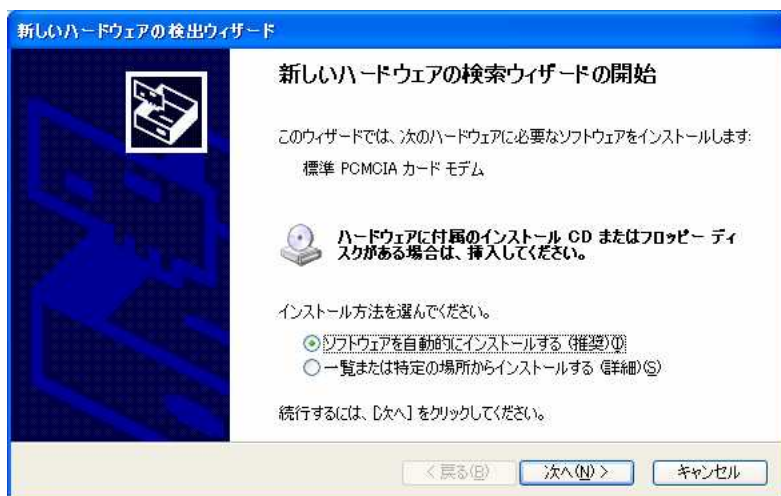 新しいハードウェアの検出ウィザード
新しいハードウェアの検索ウィザードの開始
このウィザードでは、次のハードウェアに必要なソフトウェアをインストールします:
標準 PCMCIA カード モデム
ハードウェアに付属のインストール CD またはフロッピー ディ
スクがある場合は、挿入してください。
インストール方法を選んでください。
ソフトウェアを自動的にインストールする (推奨)(I)
一覧または特定の場所からインストールする (詳細)(S)
続行するには、[次へ] をクリックしてください。
< 戻る(B) 次へ(N) > キャンセル